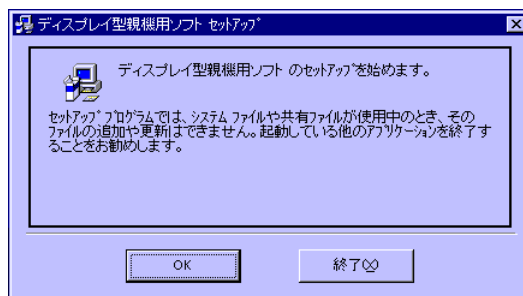 ディスプレイ型親機用ソフト ｾｯﾄｱｯﾌﾟ
ディスプレイ型親機用ソフト のｾｯﾄｱｯﾌﾟを始めます。
ｾｯﾄｱｯﾌﾟ ﾌﾟﾛｸﾞﾗﾑでは、ｼｽﾃﾑ ﾌｧｲﾙや共有ﾌｧｲﾙが使用中のとき、その
ﾌｧｲﾙの追加や更新はできません。起動している他のｱﾌﾟﾘｹｰｼｮﾝを終了す
ることをお勧めします。
OK
終了(X)